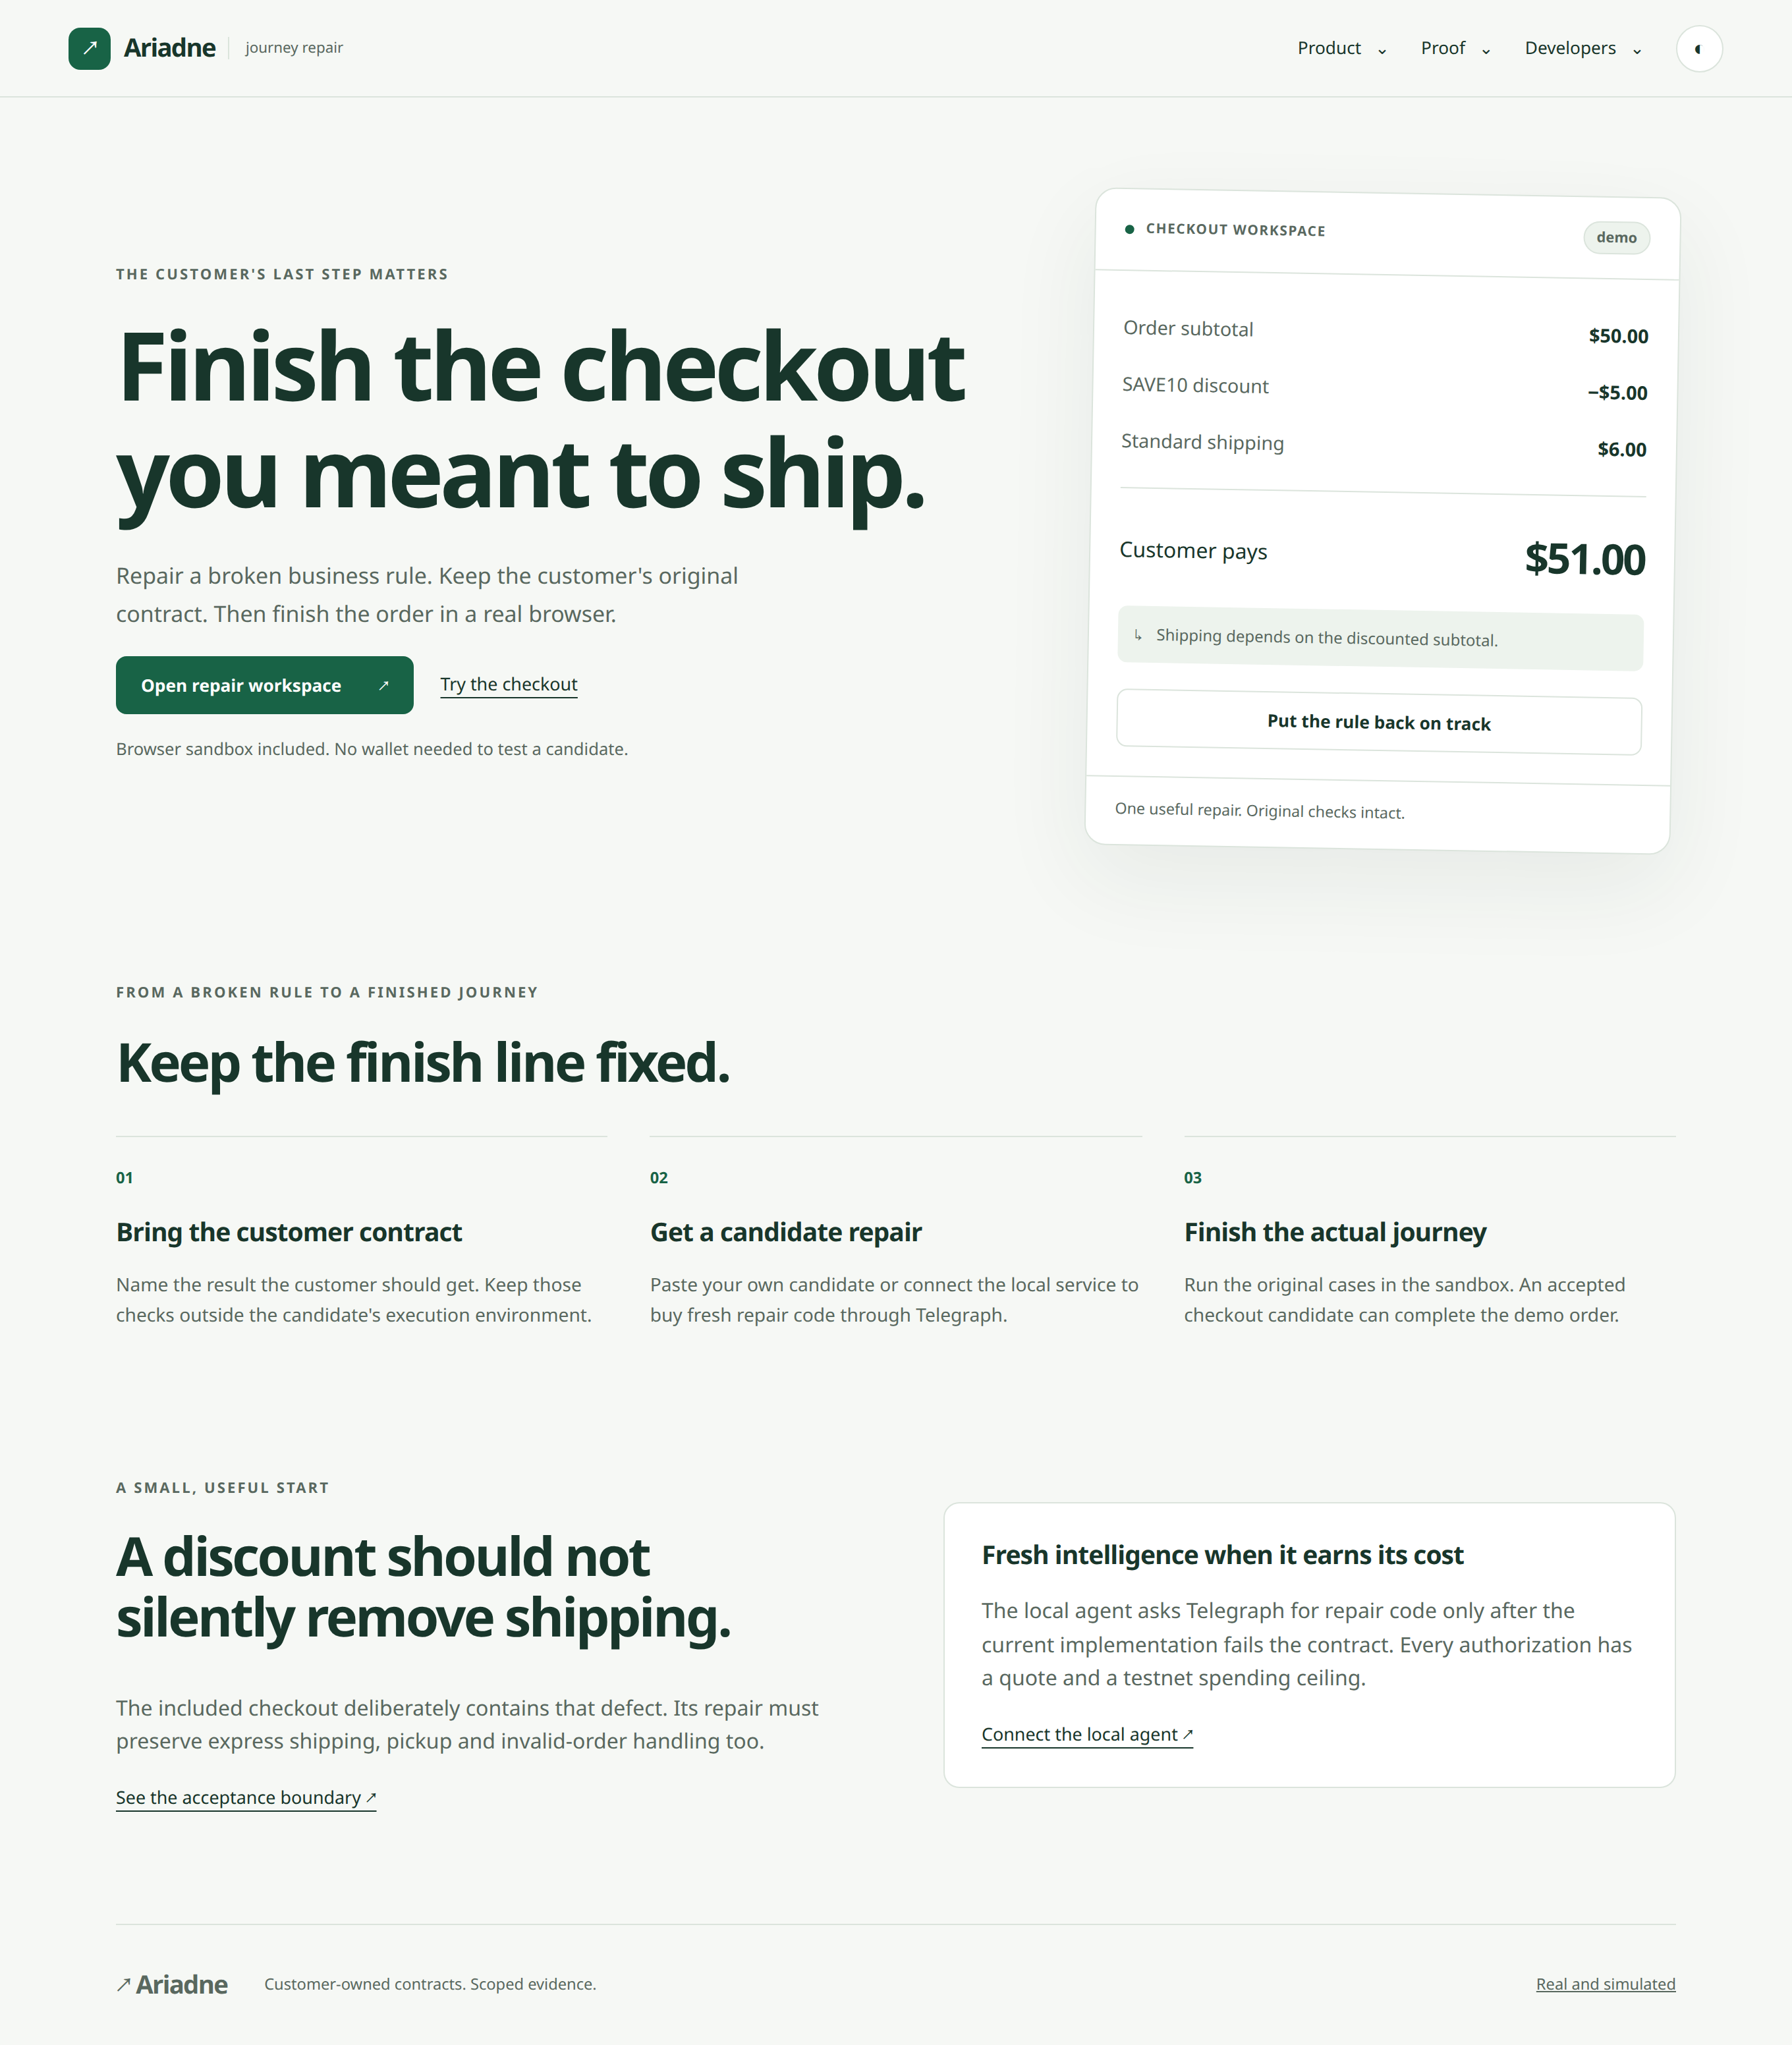 ↗ Ariadne journey repair
Product ⌄ Proof ⌄ Developers ⌄
THE CUSTOMER'S LAST STEP MATTERS
Finish the checkout
you meant to ship.
Repair a broken business rule. Keep the customer's original
contract. Then finish the order in a real browser.
Open repair workspace ↗ Try the checkout
Browser sandbox included. No wallet needed to test a candidate.
CHECKOUT WORKSPACE demo
Order subtotal $50.00
SAVE10 discount −$5.00
Standard shipping $6.00
Customer pays $51.00
↳ Shipping depends on the discounted subtotal.
Put the rule back on track
One useful repair. Original checks intact.
FROM A BROKEN RULE TO A FINISHED JOURNEY
Keep the finish line fixed.
01
Bring the customer contract
Name the result the customer should get. Keep those
checks outside the candidate's execution environment.
02
Get a candidate repair
Paste your own candidate or connect the local service to
buy fresh repair code through Telegraph.
03
Finish the actual journey
Run the original cases in the sandbox. An accepted
checkout candidate can complete the demo order.
A SMALL, USEFUL START
A discount should not
silently remove shipping.
The included checkout deliberately contains that defect. Its repair must
preserve express shipping, pickup and invalid-order handling too.
See the acceptance boundary ↗
Fresh intelligence when it earns its cost
The local agent asks Telegraph for repair code only after the
current implementation fails the contract. Every authorization has
a quote and a testnet spending ceiling.
Connect the local agent ↗
↗ Ariadne Customer-owned contracts. Scoped evidence. Real and simulated